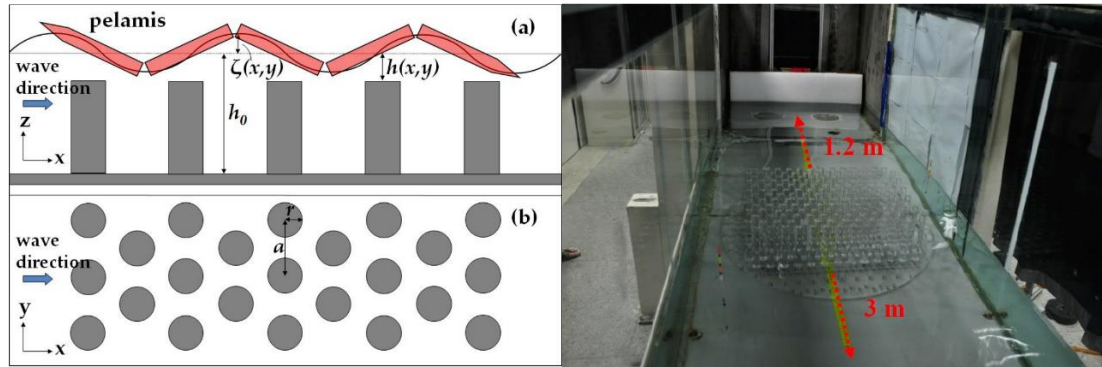 pelamis
(a)
ζ(x,y)
h(x,y)
wave
direction
h₀
z
x
(b)
r
wave
direction
a
y
x
1.2 m
3 m